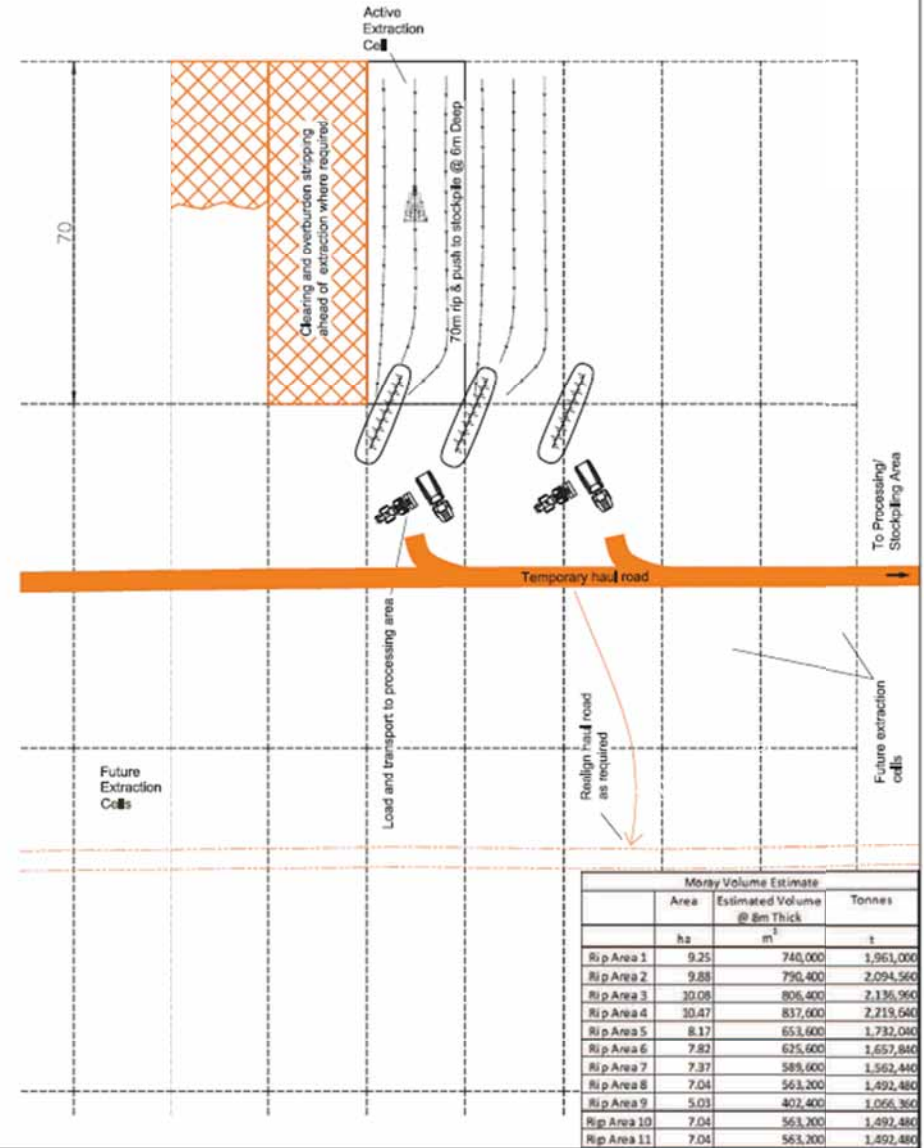 Active
Extraction
Cell
70
Clearing and overburden stripping
ahead of extraction where required
70m rip & push to stockpile @ 6m Deep
To Processing/
Stockpiling Area
Temporary haul road
Load and transport to processing area
Realign haul road
as required
Future extraction
cells
Future
Extraction
Cells
Moray Volume Estimate
Area Estimated Volume @ 8m Thick Tonnes
ha m³ t
Rip Area 1 9.25 740,000 1,961,000
Rip Area 2 9.88 790,400 2,094,560
Rip Area 3 10.08 806,400 2,136,960
Rip Area 4 10.47 837,600 2,219,640
Rip Area 5 8.17 653,600 1,732,040
Rip Area 6 7.82 625,600 1,657,840
Rip Area 7 7.37 589,600 1,562,440
Rip Area 8 7.04 563,200 1,492,480
Rip Area 9 5.03 402,400 1,066,360
Rip Area 10 7.04 563,200 1,492,480
Rip Area 11 7.04 563,200 1,492,480